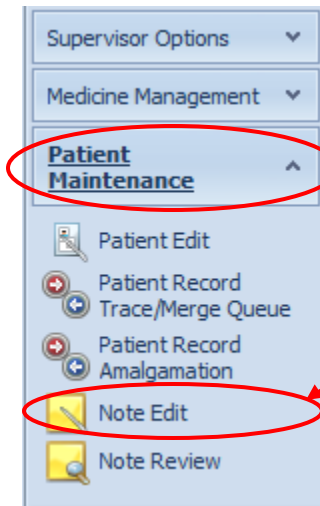 Supervisor Options
Medicine Management
Patient
Maintenance
Patient Edit
Patient Record
Trace/Merge Queue
Patient Record
Amalgamation
Note Edit
Note Review